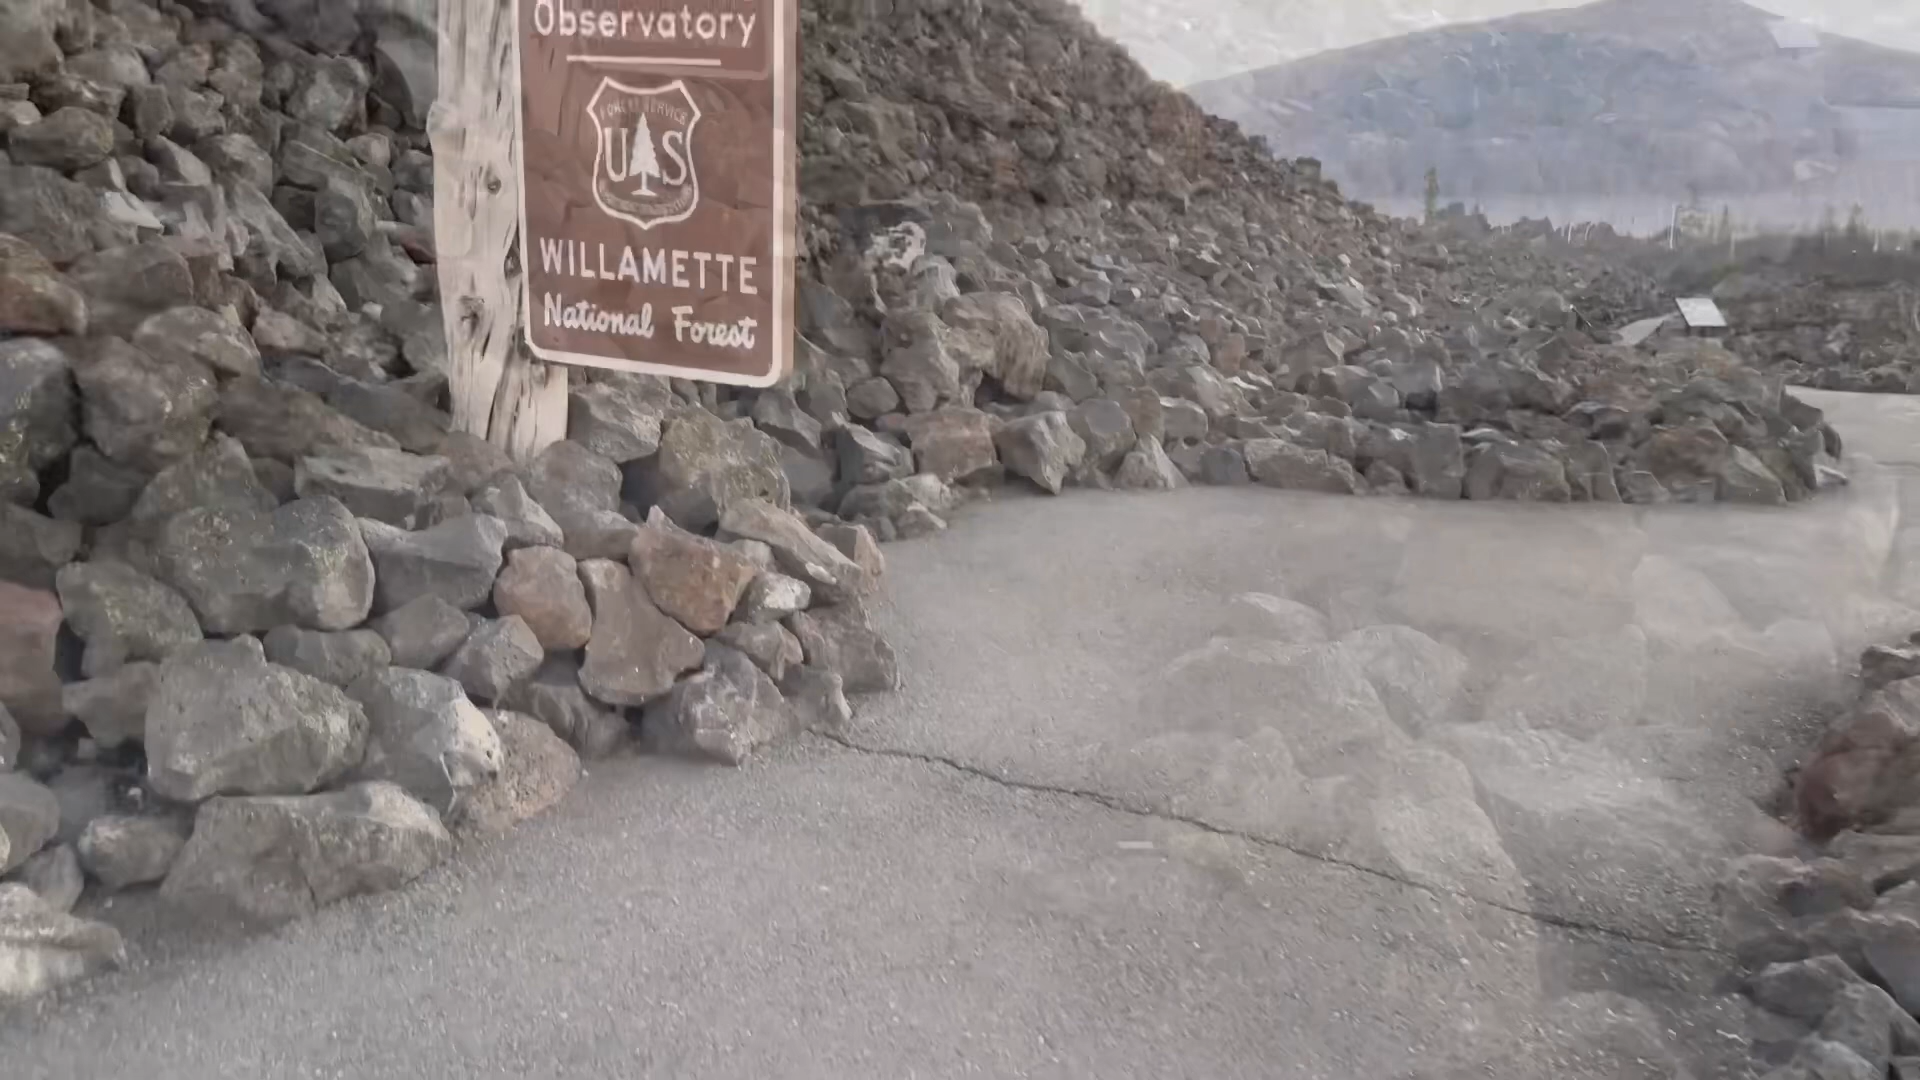 Observatory
FOREST SERVICE
U S
WILLAMETTE
National Forest